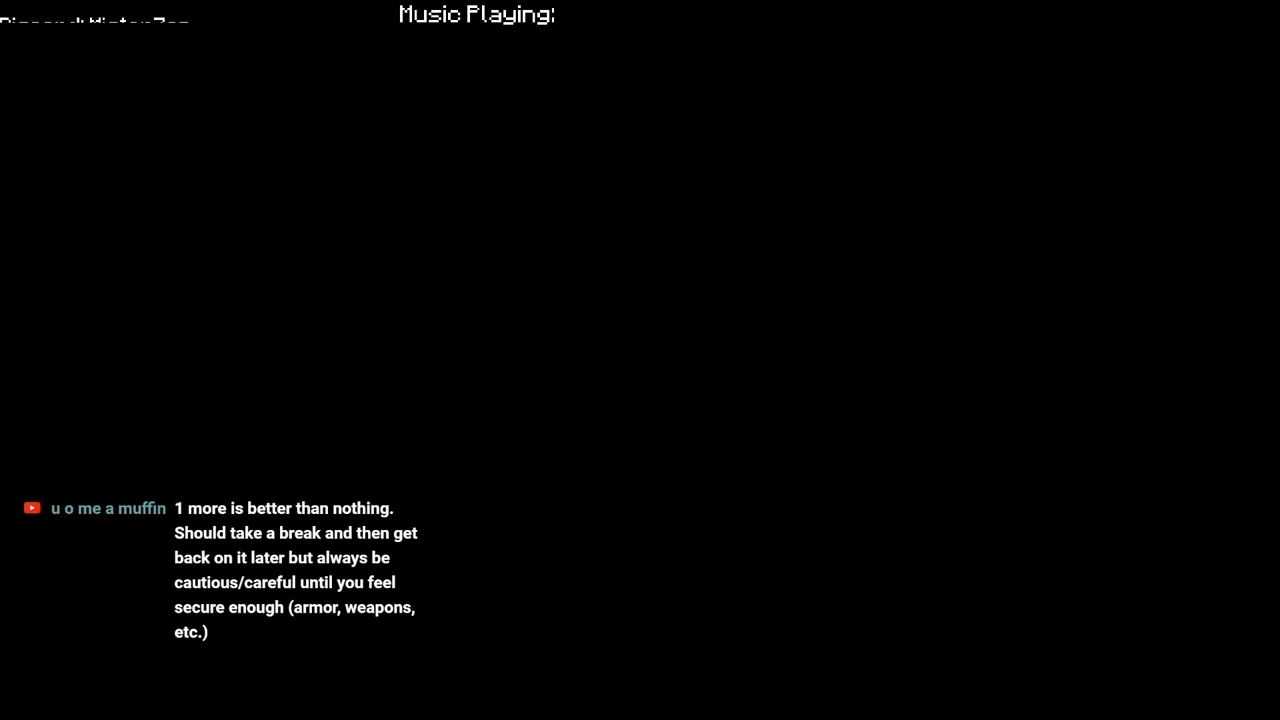 Music Playing:
u o me a muffin 1 more is better than nothing.
Should take a break and then get
back on it later but always be
cautious/careful until you feel
secure enough (armor, weapons,
etc.)